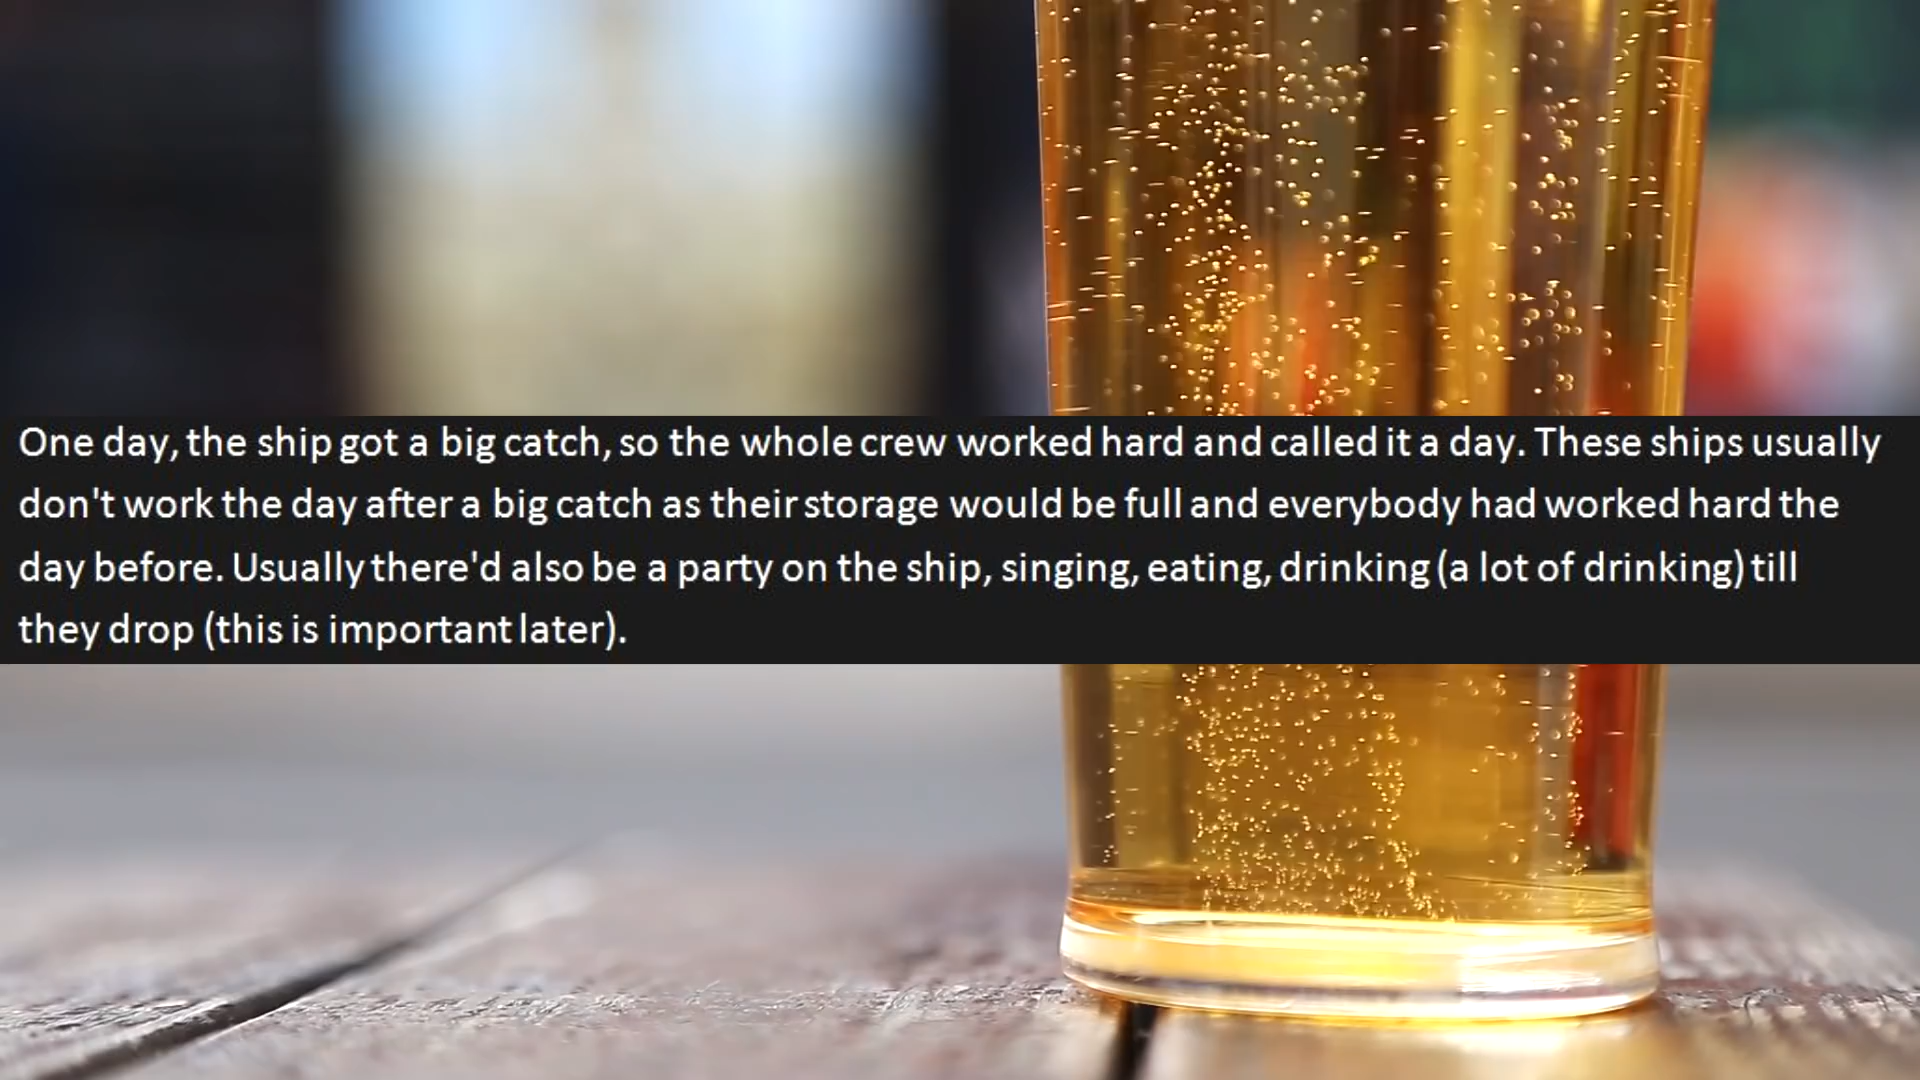 One day, the ship got a big catch, so the whole crew worked hard and called it a day. These ships usually
don't work the day after a big catch as their storage would be full and everybody had worked hard the
day before. Usually there'd also be a party on the ship, singing, eating, drinking (a lot of drinking) till
they drop (this is important later).